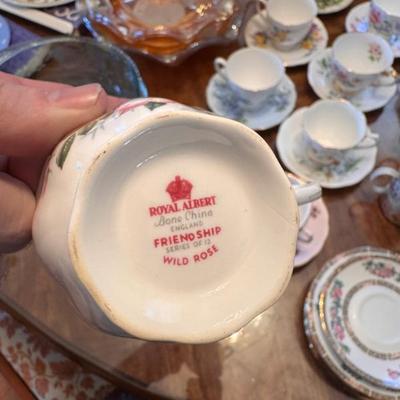 ROYAL ALBERT
Bone China
ENGLAND
FRIENDSHIP
SERIES OF 12
WILD ROSE